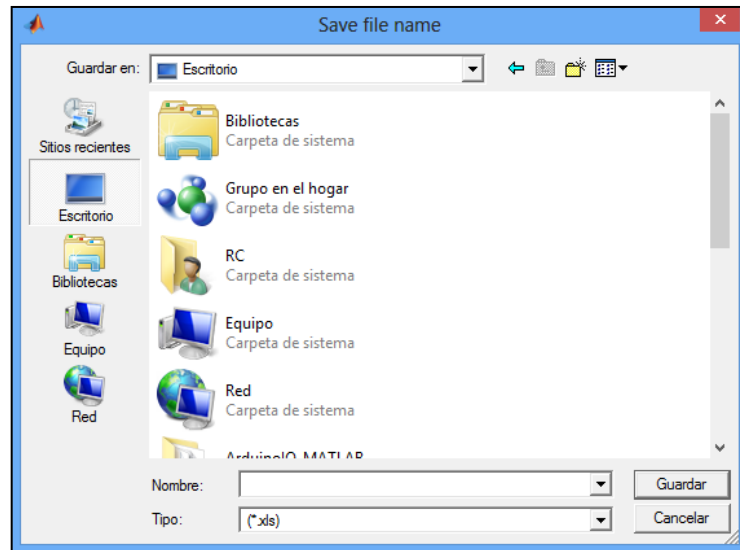 Save file name
Guardar en:
Escritorio
Sitios recientes
Escritorio
Bibliotecas
Equipo
Red
Bibliotecas
Carpeta de sistema
Grupo en el hogar
Carpeta de sistema
RC
Carpeta de sistema
Equipo
Carpeta de sistema
Red
Carpeta de sistema
ArduinoIO_MATLAB
Nombre:
Guardar
Tipo:
(*.xls)
Cancelar